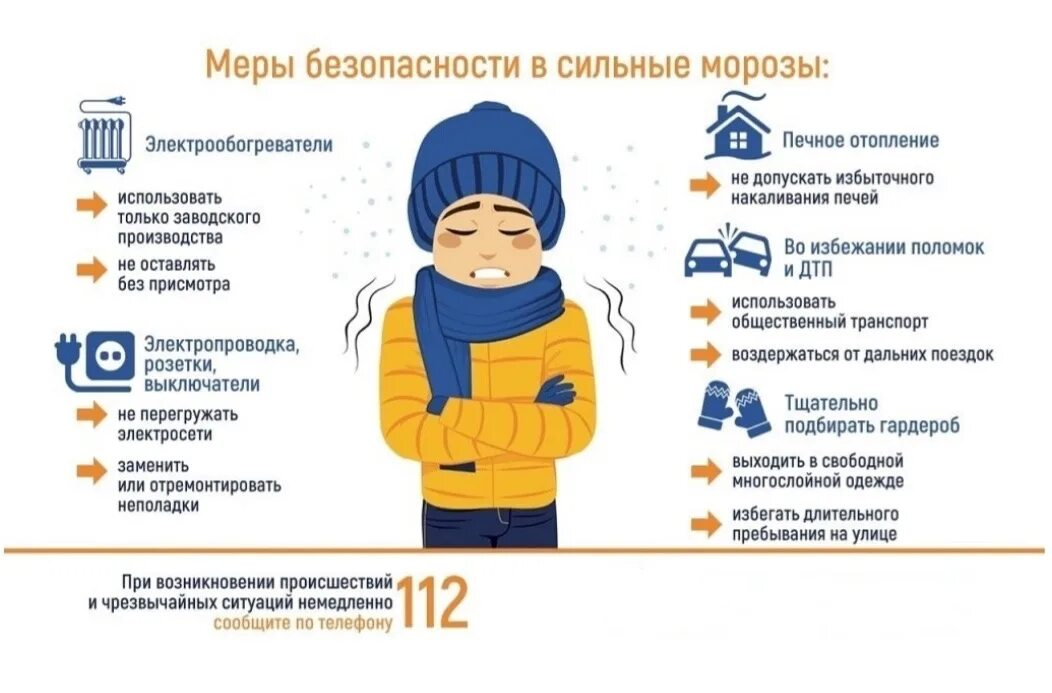 Меры безопасности в сильные морозы:
Электрообогреватели
использовать
только заводского
производства
не оставлять
без присмотра
Электропроводка,
розетки,
выключатели
не перегружать
электросети
заменить
или отремонтировать
неполадки
Печное отопление
не допускать избыточного
накаливания печей
Во избежании поломок
и ДТП
использовать
общественный транспорт
воздержаться от дальних поездок
Тщательно
подбирать гардероб
выходить в свободной
многослойной одежде
избегать длительного
пребывания на улице
При возникновении происшествий
и чрезвычайных ситуаций немедленно
сообщите по телефону
112